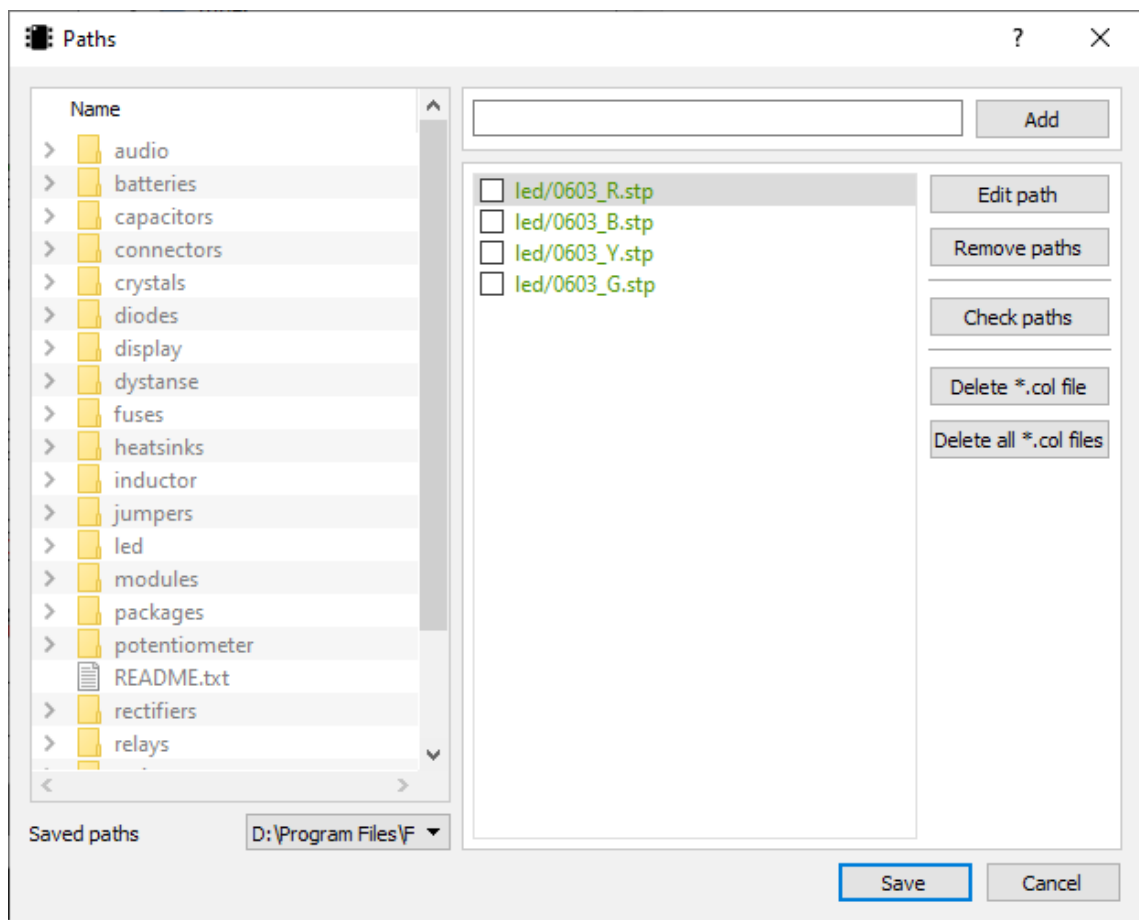 Paths
?
Name
audio
batteries
capacitors
connectors
crystals
diodes
display
dystanse
fuses
heatsinks
inductor
jumpers
led
modules
packages
potentiometer
README.txt
rectifiers
relays
Saved paths
D:\Program Files\F
Add
led/0603_R.stp
led/0603_B.stp
led/0603_Y.stp
led/0603_G.stp
Edit path
Remove paths
Check paths
Delete *.col file
Delete all *.col files
Save
Cancel